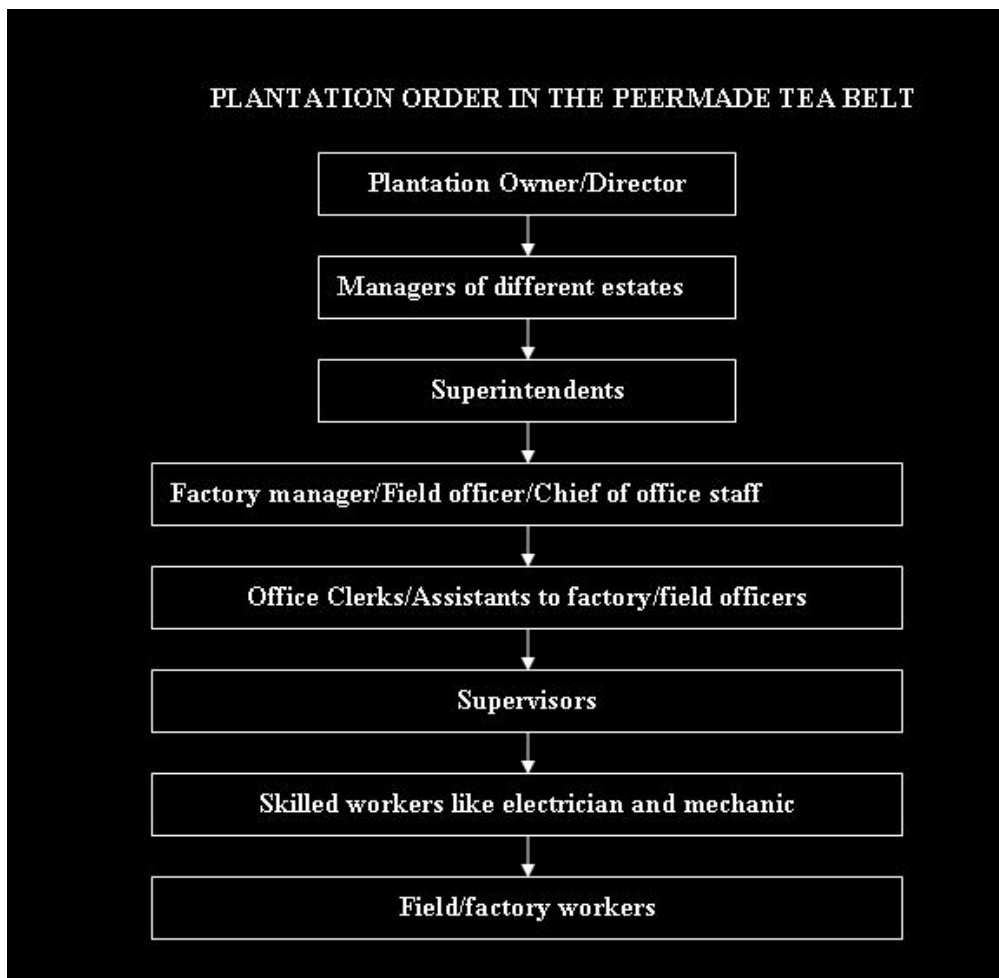 PLANTATION ORDER IN THE PEERMADE TEA BELT
Plantation Owner/Director
Managers of different estates
Superintendents
Factory manager/Field officer/Chief of office staff
Office Clerks/Assistants to factory/field officers
Supervisors
Skilled workers like electrician and mechanic
Field/factory workers